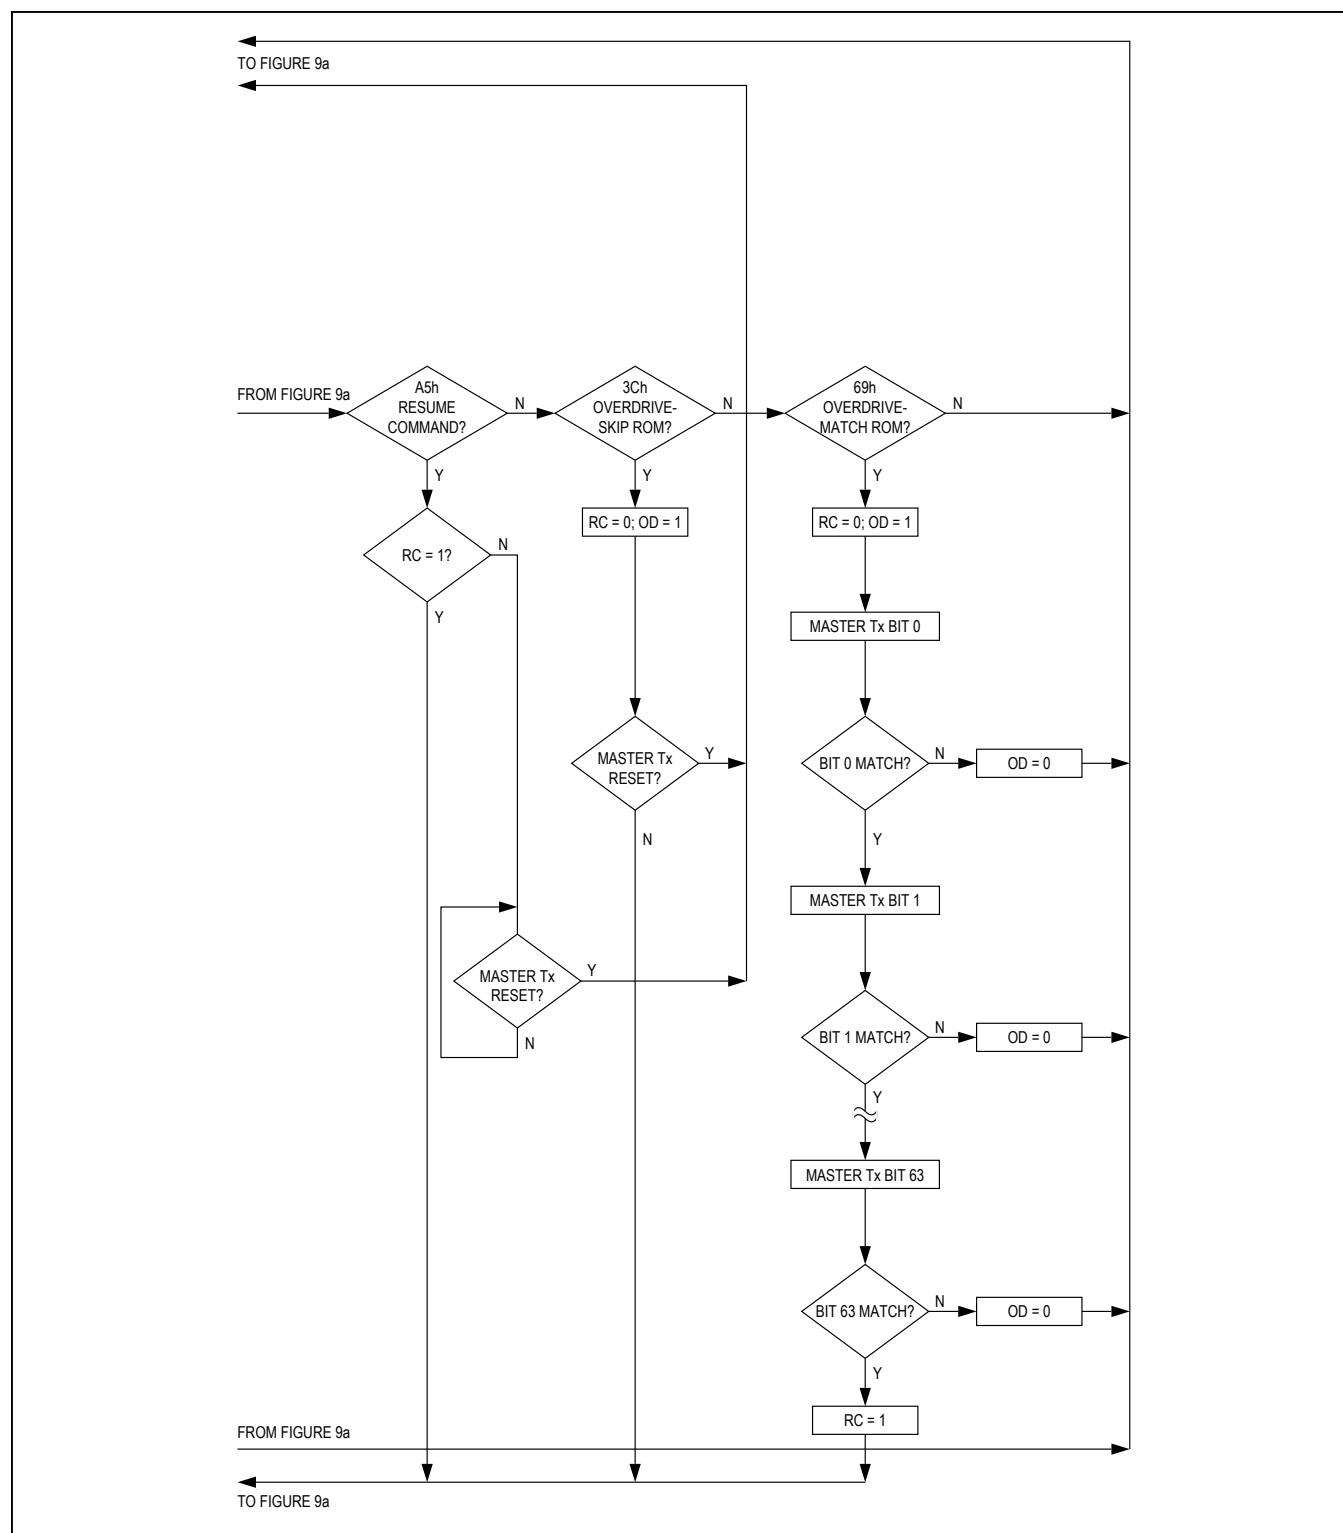 TO FIGURE 9a
FROM FIGURE 9a
A5h
RESUME
COMMAND?
N
3Ch
OVERDRIVE-
SKIP ROM?
N
69h
OVERDRIVE-
MATCH ROM?
N
Y
Y
Y
RC = 1?
N
RC = 0; OD = 1
RC = 0; OD = 1
Y
MASTER Tx BIT 0
MASTER Tx
RESET?
Y
BIT 0 MATCH?
N
OD = 0
N
Y
MASTER Tx BIT 1
MASTER Tx
RESET?
Y
N
BIT 1 MATCH?
N
OD = 0
Y
MASTER Tx BIT 63
BIT 63 MATCH?
N
OD = 0
Y
RC = 1
FROM FIGURE 9a
TO FIGURE 9a